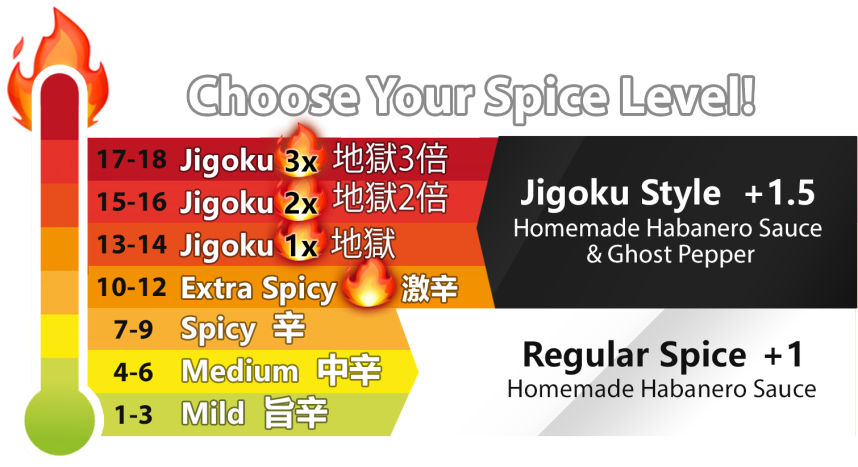 Choose Your Spice Level!
17-18 Jigoku 3x 地獄3倍
15-16 Jigoku 2x 地獄2倍
13-14 Jigoku 1x 地獄
10-12 Extra Spicy 激辛
7-9 Spicy 辛
4-6 Medium 中辛
1-3 Mild 旨辛
Jigoku Style +1.5
Homemade Habanero Sauce
& Ghost Pepper
Regular Spice +1
Homemade Habanero Sauce